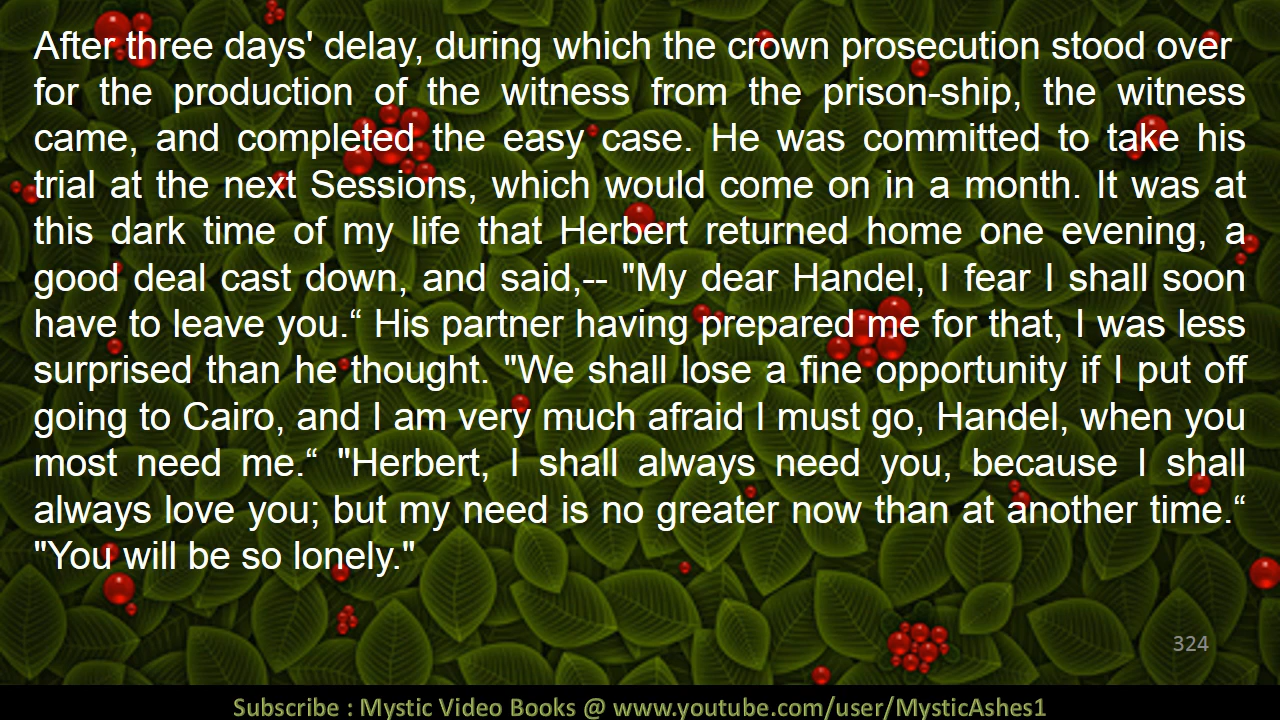 After three days' delay, during which the crown prosecution stood over
for the production of the witness from the prison-ship, the witness
came, and completed the easy case. He was committed to take his
trial at the next Sessions, which would come on in a month. It was at
this dark time of my life that Herbert returned home one evening, a
good deal cast down, and said,-- "My dear Handel, I fear I shall soon
have to leave you.“ His partner having prepared me for that, I was less
surprised than he thought. "We shall lose a fine opportunity if I put off
going to Cairo, and I am very much afraid I must go, Handel, when you
most need me.“ "Herbert, I shall always need you, because I shall
always love you; but my need is no greater now than at another time.“
"You will be so lonely."
324
Subscribe : Mystic Video Books @ www.youtube.com/user/MysticAshes1